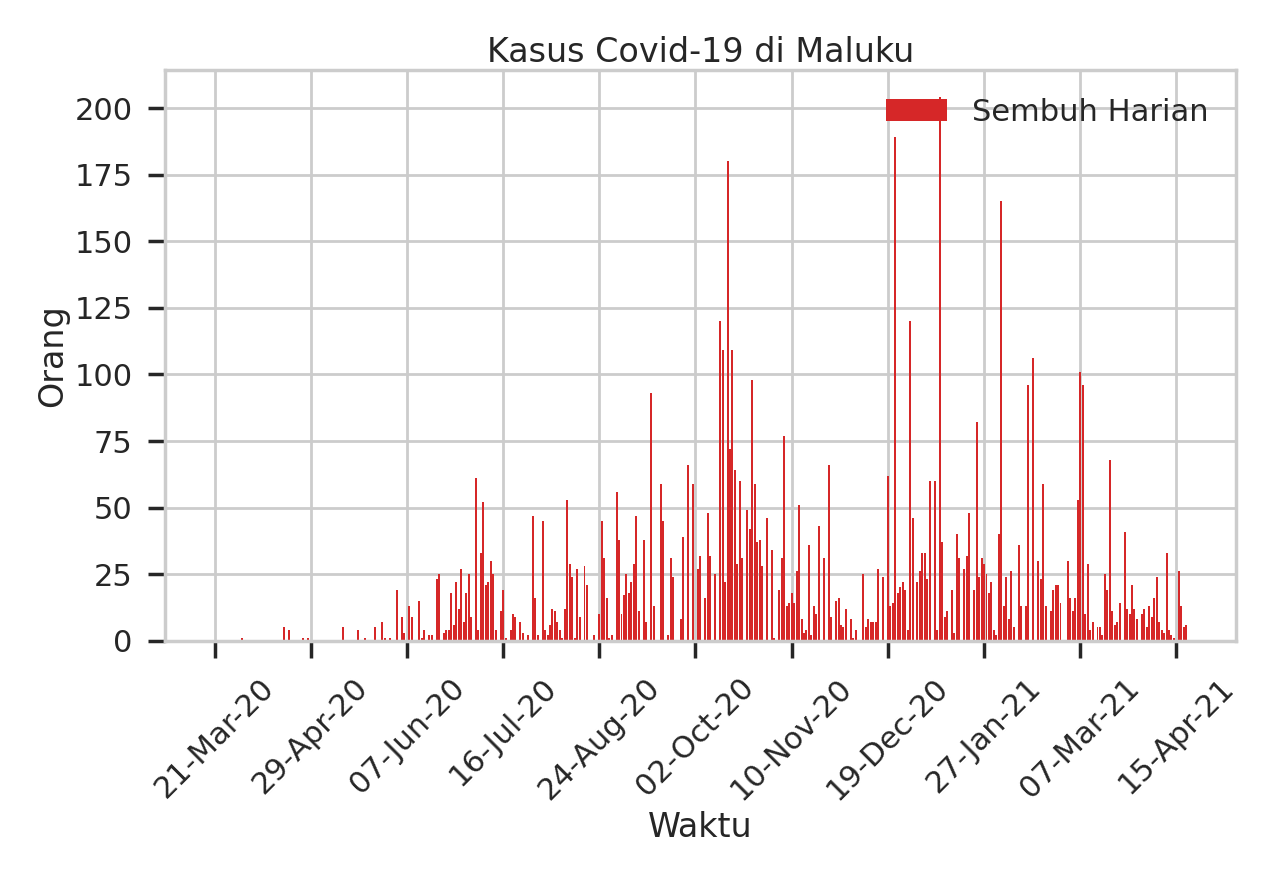 Kasus Covid-19 di Maluku
Sembuh Harian
200
175
150
125
100
75
50
25
0
Orang
21-Mar-20
29-Apr-20
07-Jun-20
16-Jul-20
24-Aug-20
02-Oct-20
10-Nov-20
19-Dec-20
27-Jan-21
07-Mar-21
15-Apr-21
Waktu